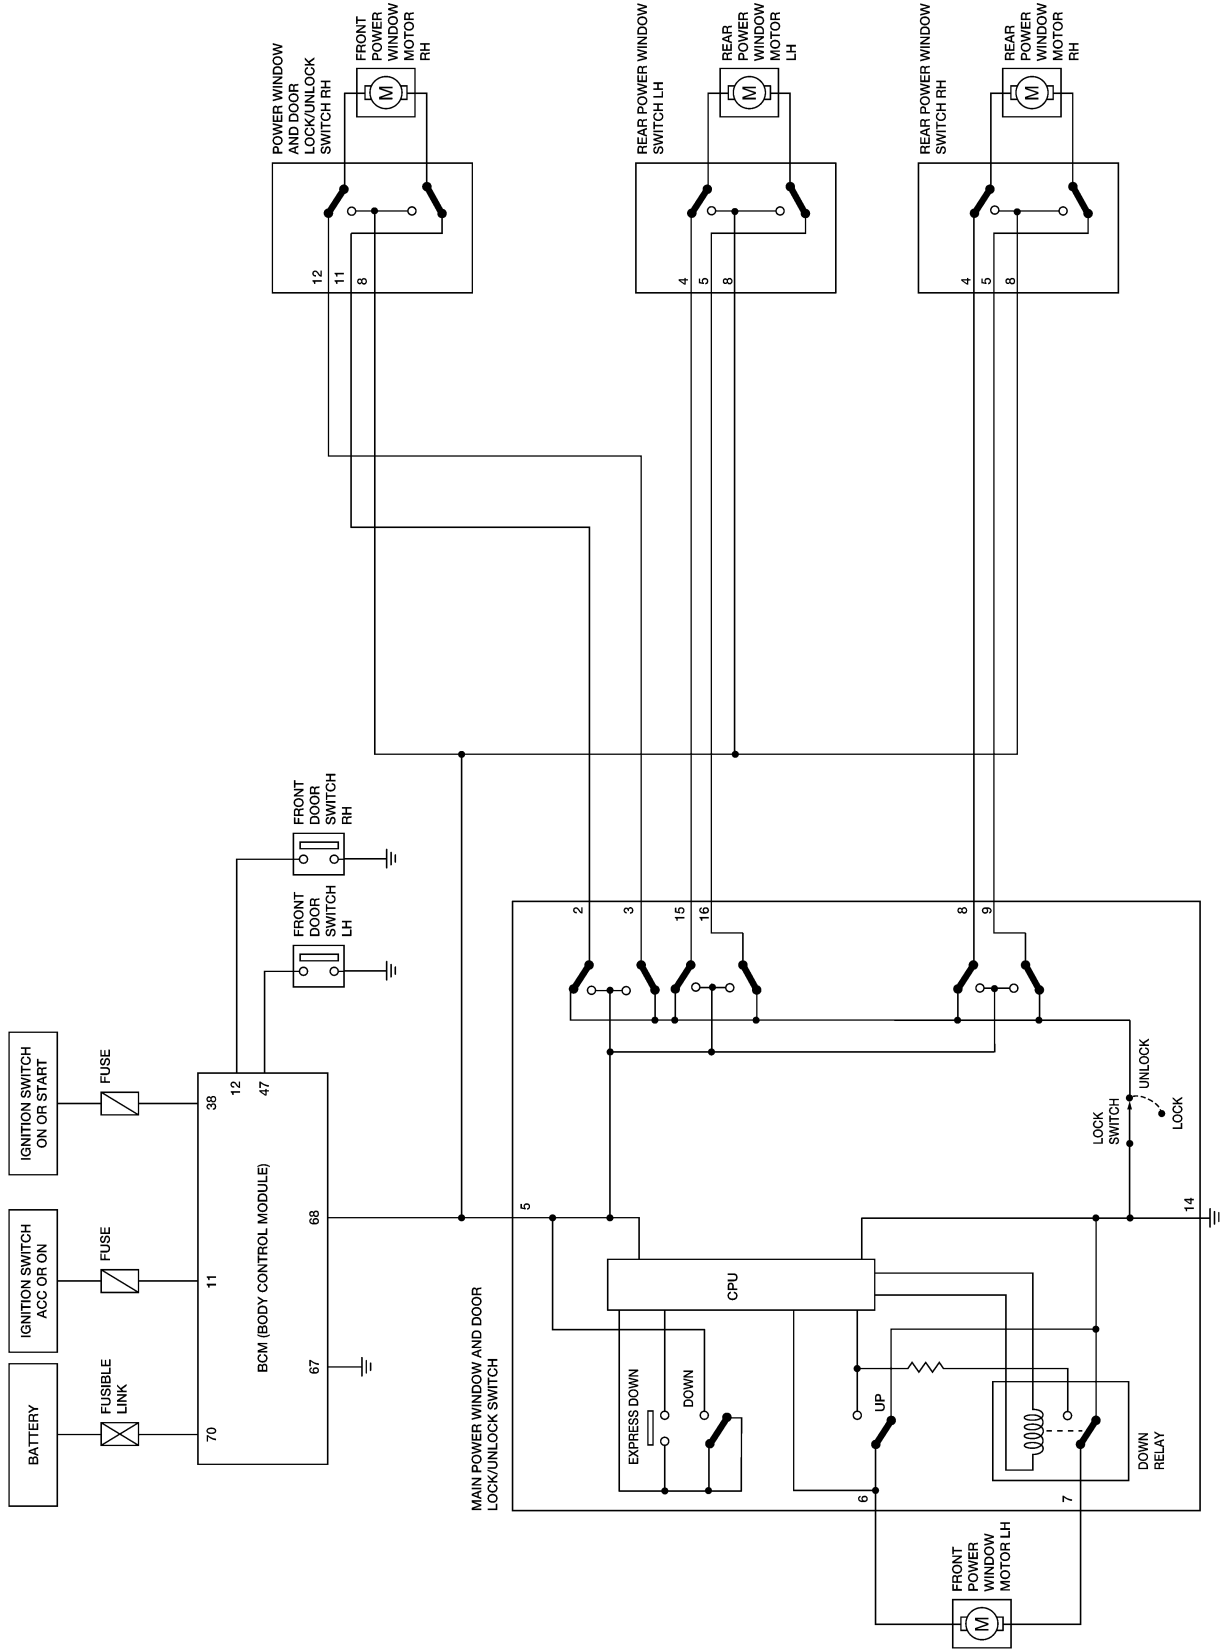 BATTERY
FUSIBLE
LINK
IGNITION SWITCH
ACC OR ON
FUSE
IGNITION SWITCH
ON OR START
FUSE
70
11
38
12
47
BCM (BODY CONTROL MODULE)
67
68
FRONT
DOOR
SWITCH
LH
FRONT
DOOR
SWITCH
RH
POWER WINDOW
AND DOOR
LOCK/UNLOCK
SWITCH RH
12
11
8
FRONT
POWER
WINDOW
MOTOR
RH
M
REAR POWER WINDOW
SWITCH LH
4
5
8
REAR
POWER
WINDOW
MOTOR
LH
M
REAR POWER WINDOW
SWITCH RH
4
5
8
REAR
POWER
WINDOW
MOTOR
RH
M
MAIN POWER WINDOW AND DOOR
LOCK/UNLOCK SWITCH
5
2
3
15
16
8
9
CPU
EXPRESS DOWN
DOWN
UP
LOCK
SWITCH
UNLOCK
LOCK
14
DOWN
RELAY
6
7
FRONT
POWER
WINDOW
MOTOR LH
M